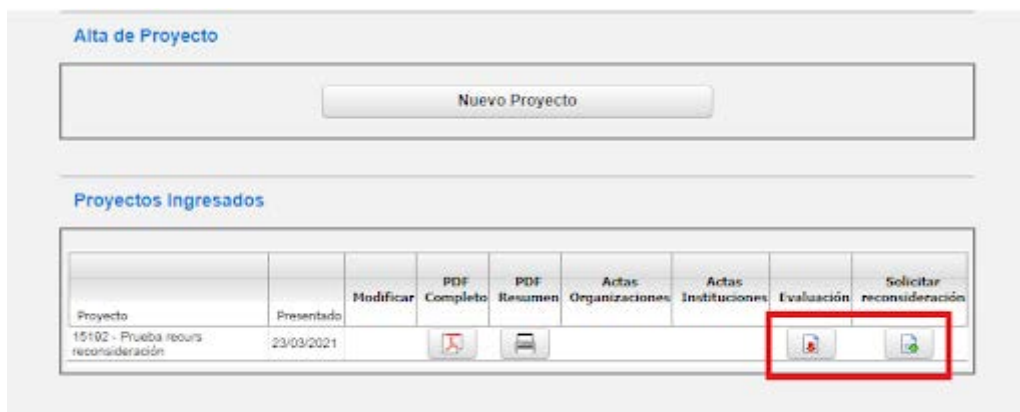 Alta de Proyecto
Nuevo Proyecto
Proyectos Ingresados
Proyecto
Presentado
Modificar
PDF
Completo
PDF
Resumen
Actas
Organizaciones
Actas
Instituciones
Evaluación
Solicitar
reconsideración
15192 - Prueba recurs
reconsideración
23/03/2021